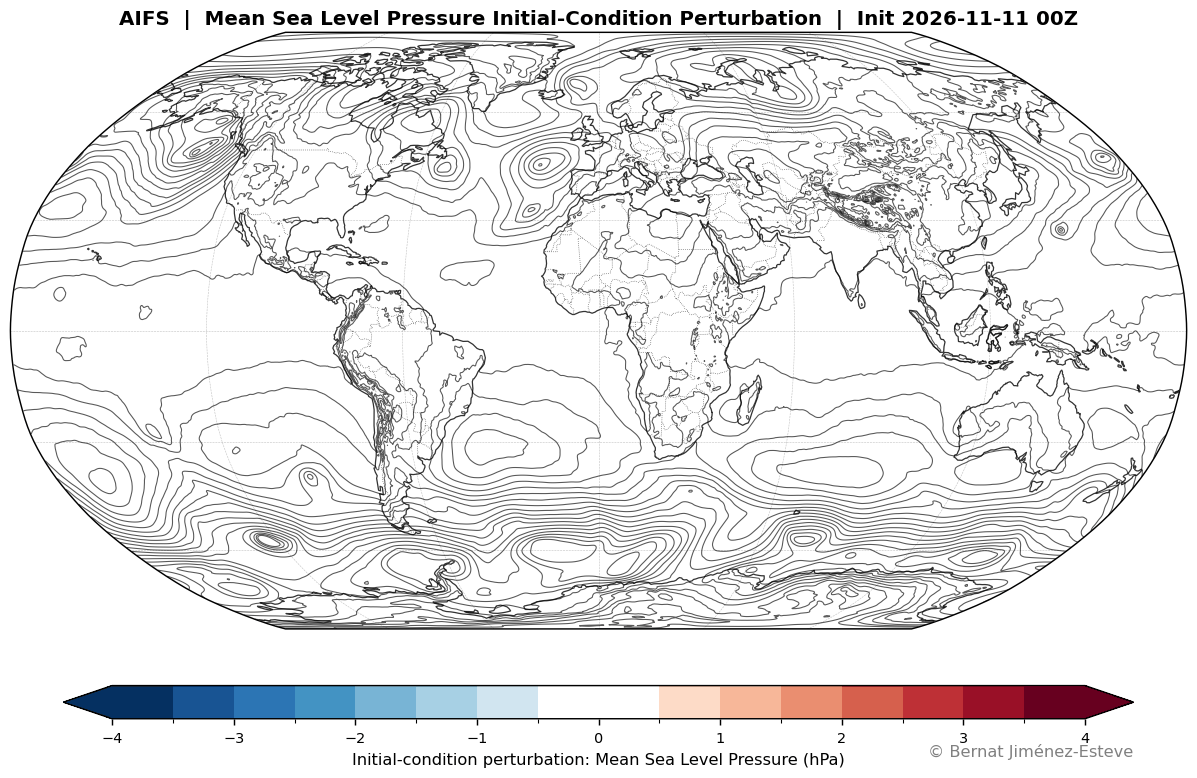 AIFS | Mean Sea Level Pressure Initial-Condition Perturbation | Init 2026-11-11 00Z
−4 −3 −2 −1 0 1 2 3 4
© Bernat Jiménez-Esteve
Initial-condition perturbation: Mean Sea Level Pressure (hPa)